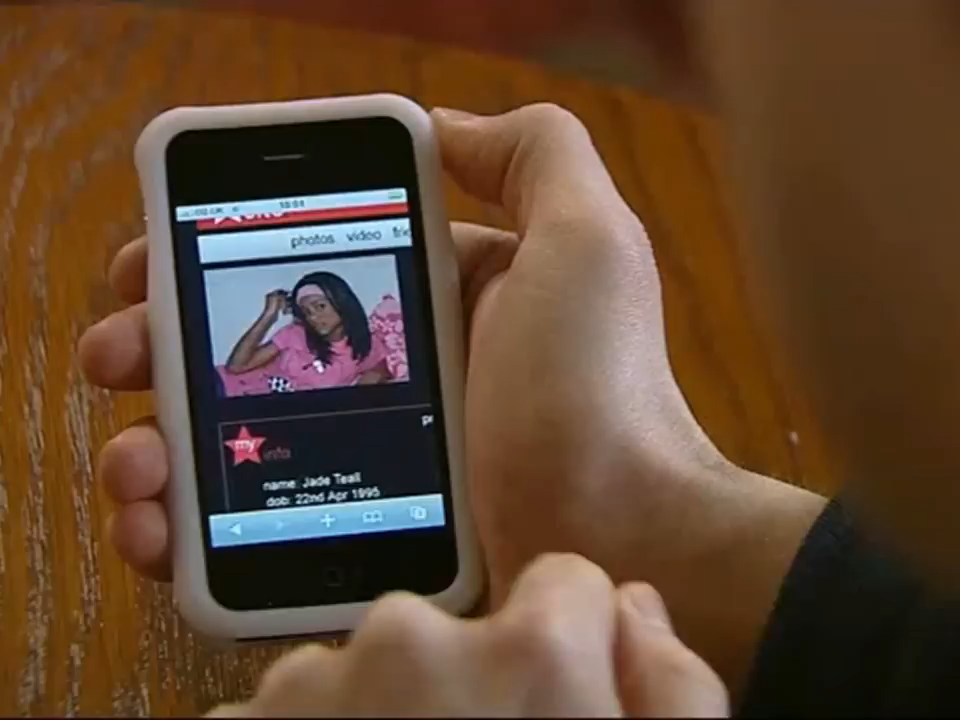 10:01
photos video
my
info
name: Jade Teall
dob: 22nd Apr 1995